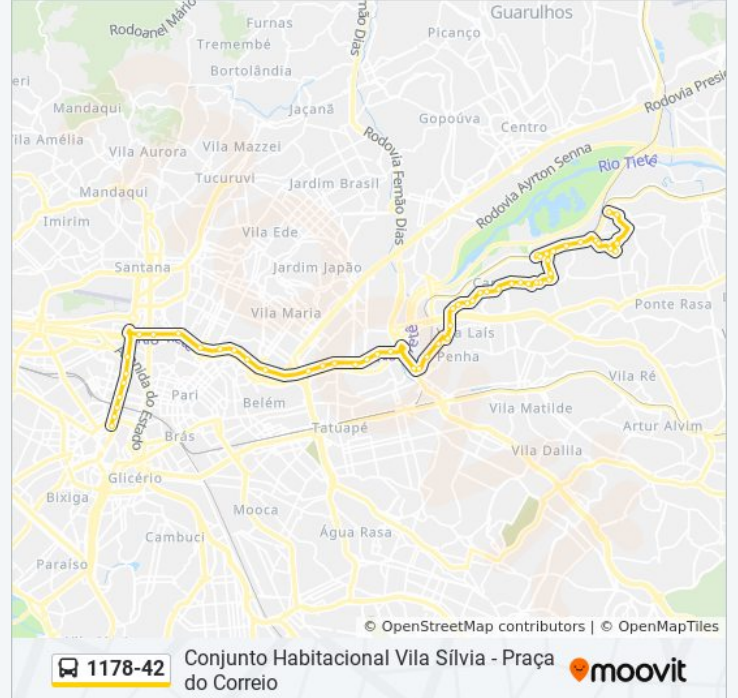 Rodoanel Mário
Furnas
Guarulhos
Tremembé
Picanço
Bortolândia
Mandaqui
Jaçanã
Gopoúva
Centro
Rodovia Presi
Vila Aurora
Vila Mazzei
Rodovia Fernão Dias
Rodovia Ayrton Senna
Rio Tietê
Tucuruvi
Jardim Brasil
Mandaqui
Imirim
Vila Ede
Santana
Jardim Japão
Vila Maria
Ponte Rasa
Penha
Avenida do Estado
Pari
Belém
Vila Ré
Vila Matilde
Tatuapé
Artur Alvim
Brás
Vila Dalila
Glicério
Bixiga
Mooca
Cambuci
Água Rasa
Paraíso
© OpenStreetMap contributors | © OpenMapTiles
1178-42
Conjunto Habitacional Vila Sílvia - Praça
do Correio
moovit